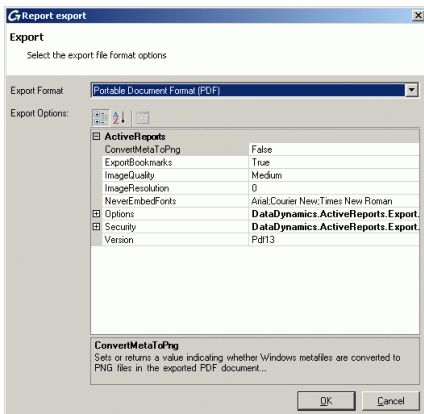 Report export
Export
Select the export file format options
Export Format
Portable Document Format (PDF)
Export Options:
ActiveReports
ConvertMetaToPng False
ExportBookmarks True
ImageQuality Medium
ImageResolution 0
NeverEmbedFonts Arial;Courier New;Times New Roman
Options DataDynamics.ActiveReports.Export.
Security DataDynamics.ActiveReports.Export.
Version Pdf13
ConvertMetaToPng
Sets or returns a value indicating whether Windows metafiles are converted to
PNG files in the exported PDF document...
OK Cancel